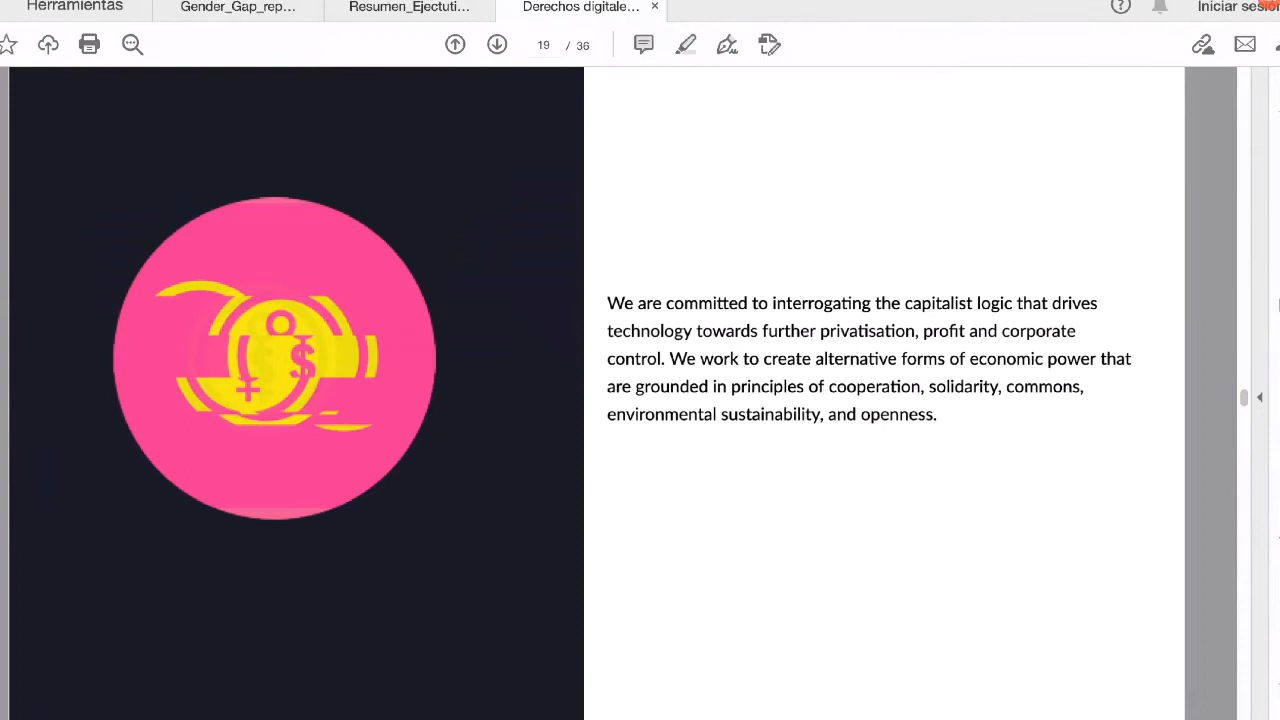 Herramientas
Gender_Gap_rep...
Resumen_Ejectuti...
Derechos digitale... ×
Iniciar sesión
19 / 36
We are committed to interrogating the capitalist logic that drives
technology towards further privatisation, profit and corporate
control. We work to create alternative forms of economic power that
are grounded in principles of cooperation, solidarity, commons,
environmental sustainability, and openness.
$